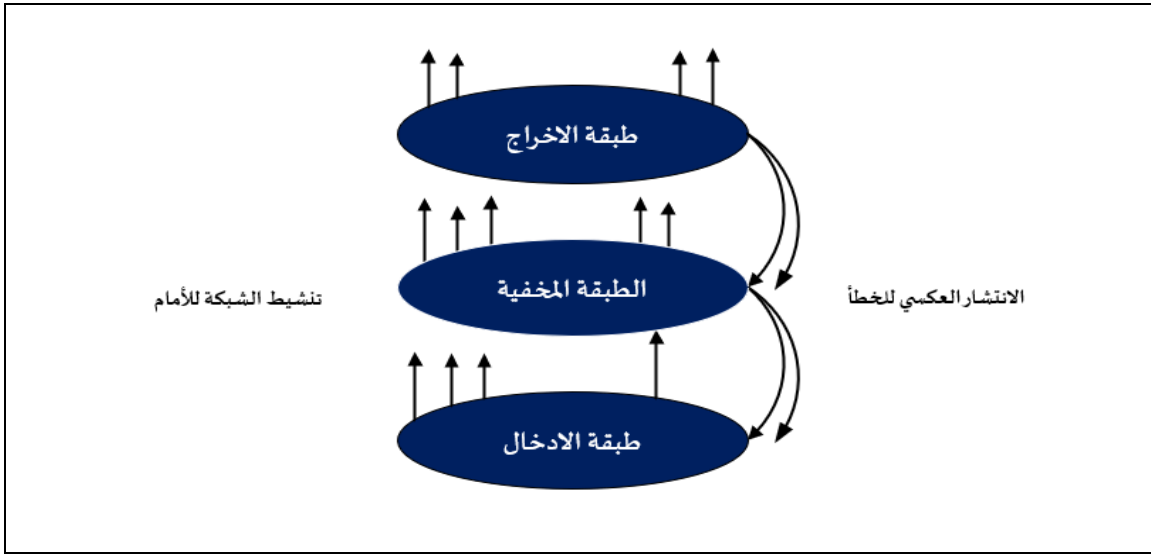 طبقة الاخراج
الطبقة المخفية
الانتشار العكسي للخطأ
تنشيط الشبكة للأمام
طبقة الادخال